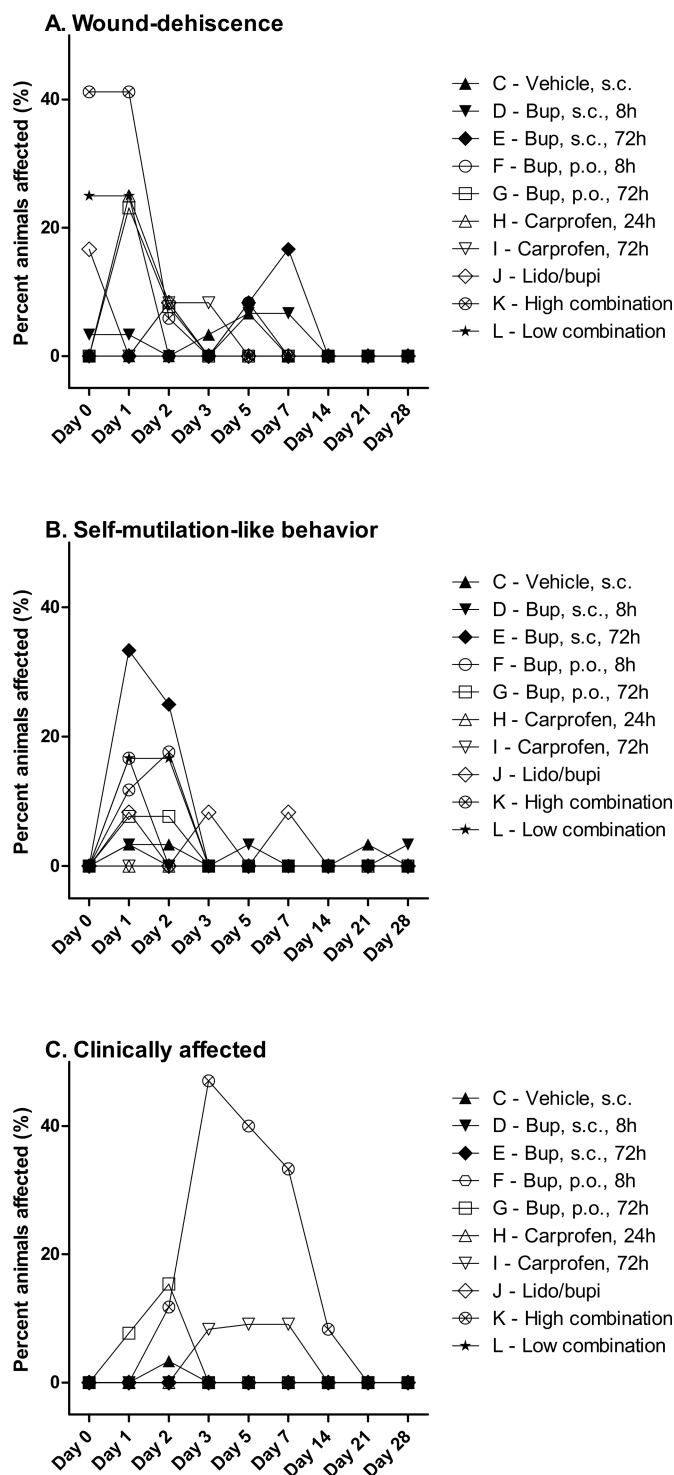 A. Wound-dehiscence
Percent animals affected (%)
40
20
0
Day 0
Day 1
Day 2
Day 3
Day 5
Day 7
Day 14
Day 21
Day 28
C - Vehicle, s.c.
D - Bup, s.c., 8h
E - Bup, s.c., 72h
F - Bup, p.o., 8h
G - Bup, p.o., 72h
H - Carprofen, 24h
I - Carprofen, 72h
J - Lido/bupi
K - High combination
L - Low combination
B. Self-mutilation-like behavior
Percent animals affected (%)
40
20
0
Day 0
Day 1
Day 2
Day 3
Day 5
Day 7
Day 14
Day 21
Day 28
C - Vehicle, s.c.
D - Bup, s.c., 8h
E - Bup, s.c, 72h
F - Bup, p.o., 8h
G - Bup, p.o., 72h
H - Carprofen, 24h
I - Carprofen, 72h
J - Lido/bupi
K - High combination
L - Low combination
C. Clinically affected
Percent animals affected (%)
40
20
0
Day 0
Day 1
Day 2
Day 3
Day 5
Day 7
Day 14
Day 21
Day 28
C - Vehicle, s.c.
D - Bup, s.c., 8h
E - Bup, s.c., 72h
F - Bup, p.o., 8h
G - Bup, p.o., 72h
H - Carprofen, 24h
I - Carprofen, 72h
J - Lido/bupi
K - High combination
L - Low combination